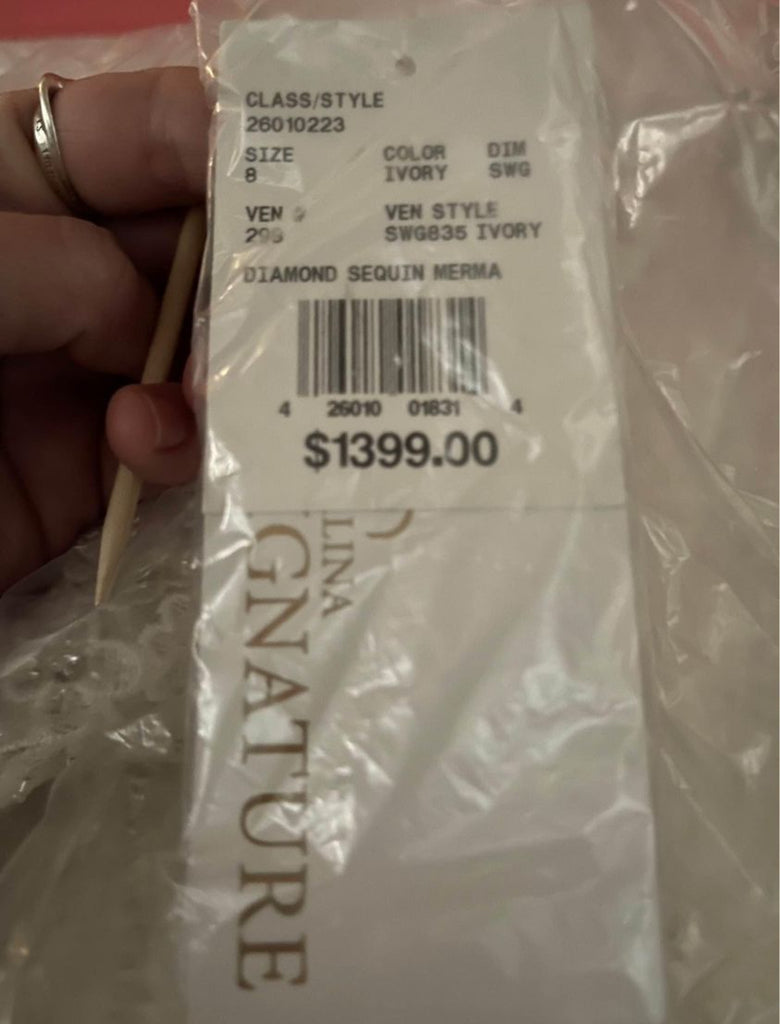 CLASS/STYLE
26010223
SIZE COLOR DIM
8 IVORY SWG
VEN # VEN STYLE
299 SWG835 IVORY
DIAMOND SEQUIN MERMA
4 26010 01831 4
$1399.00
LINA
GNATURE